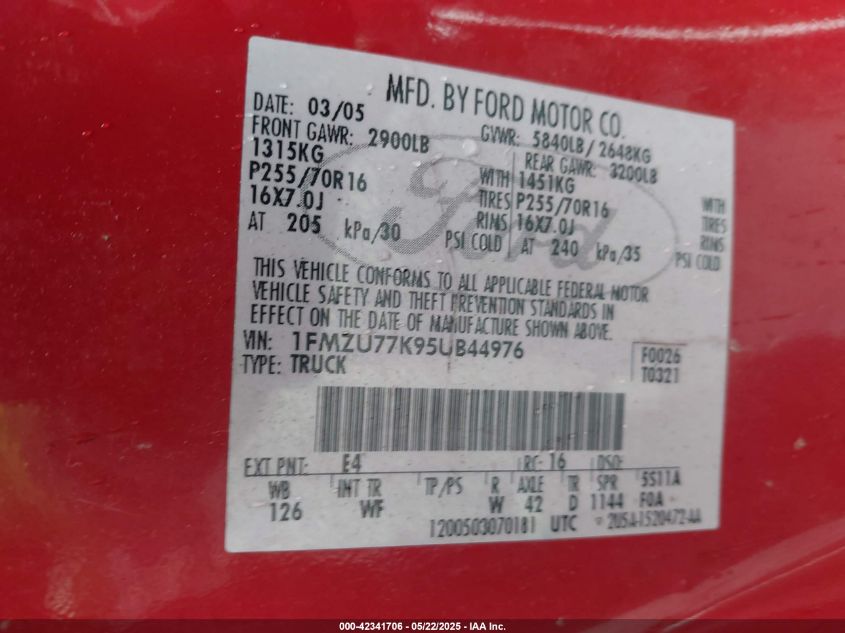 MFD. BY FORD MOTOR CO.
DATE: 03/05 GVWR: 5840LB / 2648KG
FRONT GAWR: 2900LB REAR GAWR: 3200LB
1315KG WITH 1451KG WITH
P255/70R16 TIRES P255/70R16 TIRES
16X7.0J RIMS 16X7.0J RIMS
AT 205 kPa/30 PSI COLD AT 240 kPa/35 PSI COLD
Ford
THIS VEHICLE CONFORMS TO ALL APPLICABLE FEDERAL MOTOR
VEHICLE SAFETY AND THEFT PREVENTION STANDARDS IN
EFFECT ON THE DATE OF MANUFACTURE SHOWN ABOVE.
VIN: 1FMZU77K95UB44976 F0026
TYPE: TRUCK T0321
EXT PNT: E4 RC: 16 DSO:
WB INT TR TP/PS R AXLE TR SPR 5S11A
126 WF W 42 D 1144 F0A
1200503070181 UTC 2U5A-1520472-AA
000-42341706 - 05/22/2025 - IAA Inc.